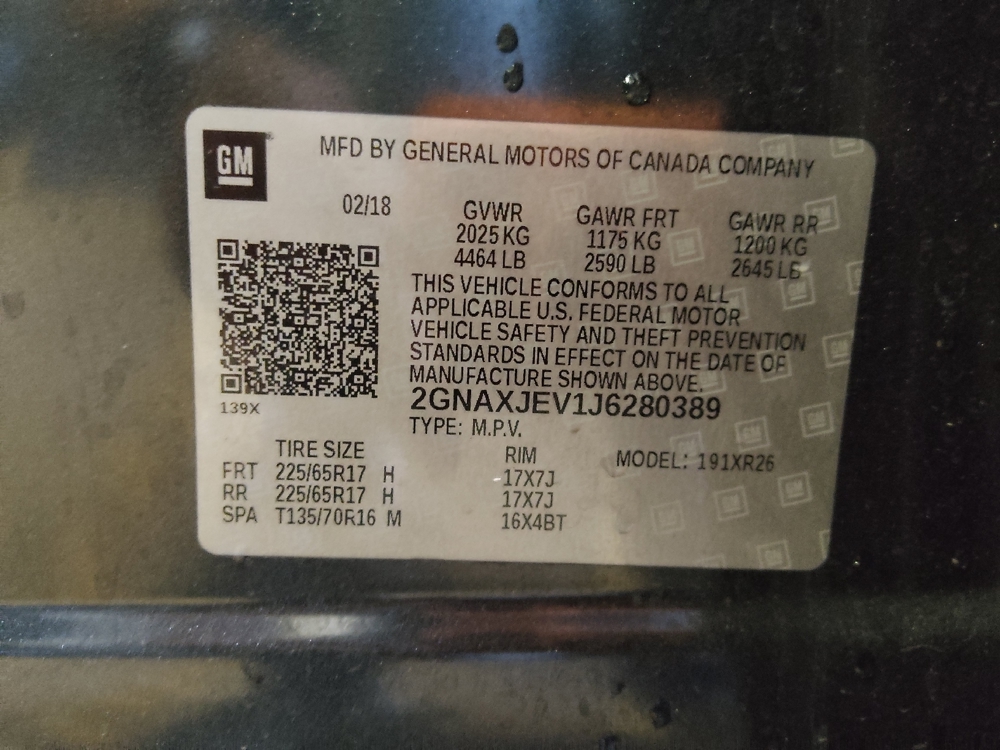 GM
MFD BY GENERAL MOTORS OF CANADA COMPANY
02/18 GVWR GAWR FRT GAWR RR
2025 KG 1175 KG 1200 KG
4464 LB 2590 LB 2645 LB
THIS VEHICLE CONFORMS TO ALL
APPLICABLE U.S. FEDERAL MOTOR
VEHICLE SAFETY AND THEFT PREVENTION
STANDARDS IN EFFECT ON THE DATE OF
MANUFACTURE SHOWN ABOVE.
139X
2GNAXJEV1J6280389
TYPE: M.P.V.
TIRE SIZE RIM MODEL: 191XR26
FRT 225/65R17 H 17X7J
RR 225/65R17 H 17X7J
SPA T135/70R16 M 16X4BT